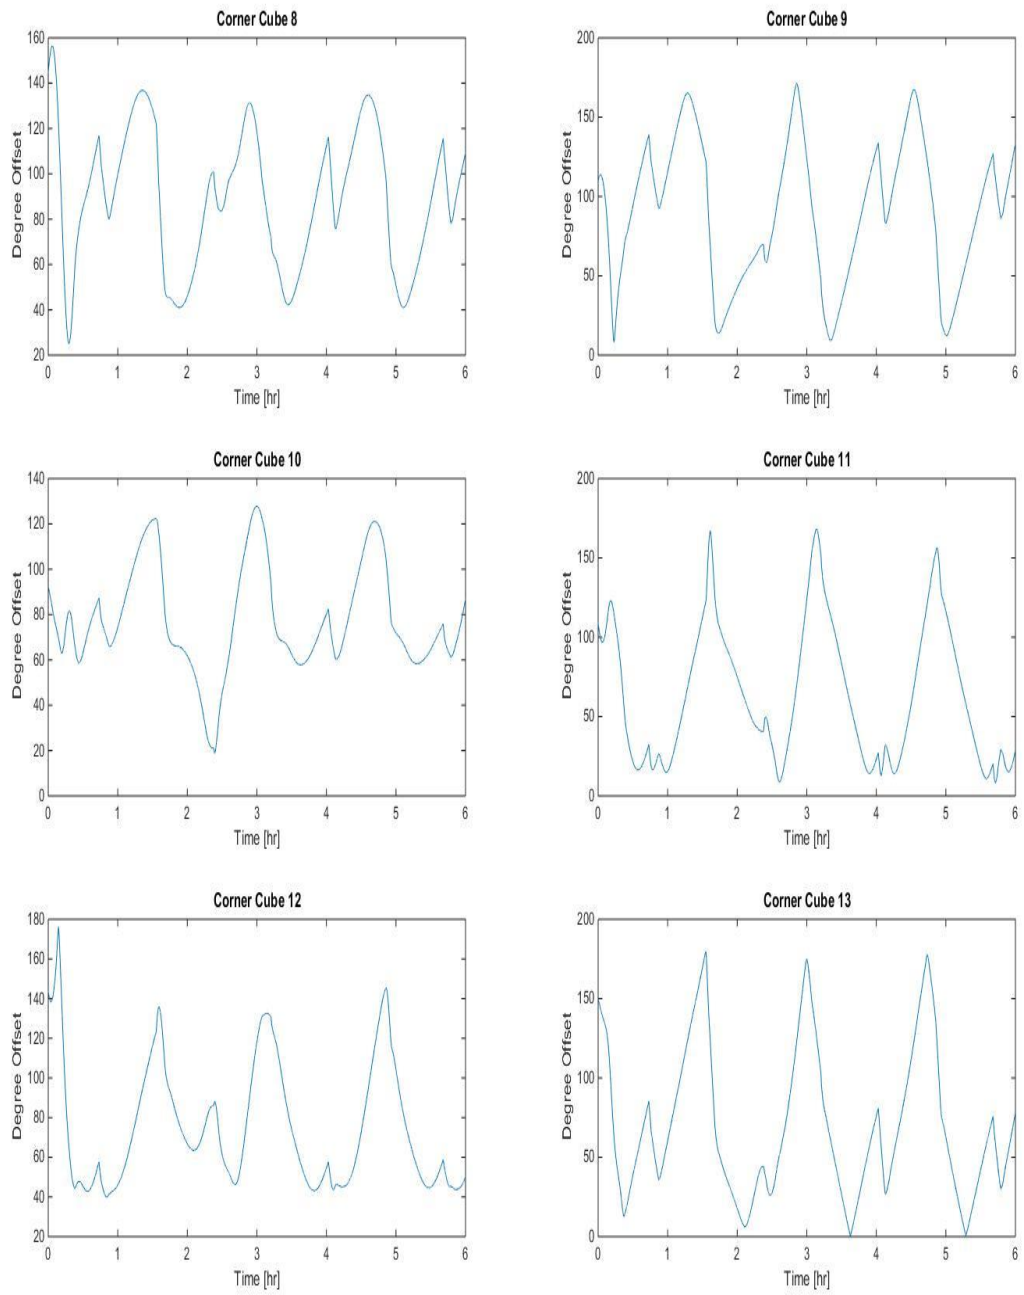 Corner Cube 8
Degree Offset
160
140
120
100
80
60
40
20
0 1 2 3 4 5 6
Time [hr]
Corner Cube 9
Degree Offset
200
150
100
50
0
0 1 2 3 4 5 6
Time [hr]
Corner Cube 10
Degree Offset
140
120
100
80
60
40
20
0
0 1 2 3 4 5 6
Time [hr]
Corner Cube 11
Degree Offset
200
150
100
50
0
0 1 2 3 4 5 6
Time [hr]
Corner Cube 12
Degree Offset
180
160
140
120
100
80
60
40
20
0 1 2 3 4 5 6
Time [hr]
Corner Cube 13
Degree Offset
200
150
100
50
0
0 1 2 3 4 5 6
Time [hr]